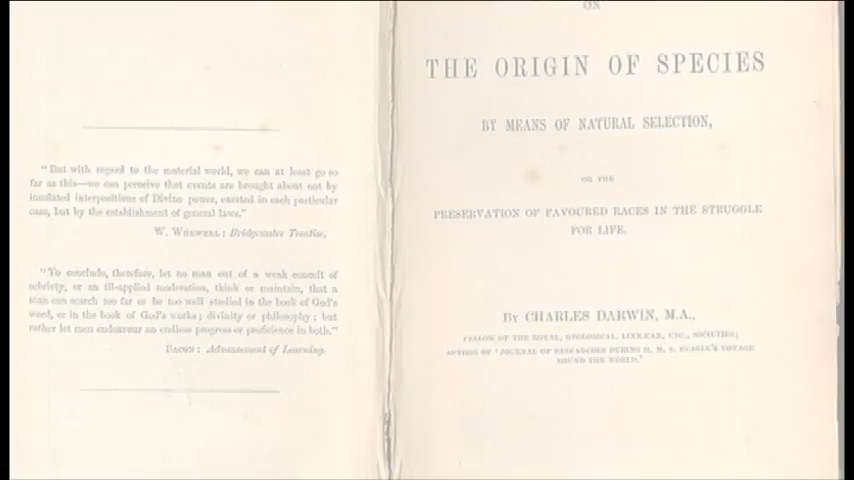 "But with regard to the material world, we can at least go so
far as this—we can perceive that events are brought about not by
insulated interpositions of Divine power, exerted in each particular
case, but by the establishment of general laws."
W. WHEWELL: Bridgewater Treatise.
"To conclude, therefore, let no man out of a weak conceit of
sobriety, or an ill-applied moderation, think or maintain, that a
man can search too far or be too well studied in the book of God's
word, or in the book of God's works; divinity or philosophy; but
rather let men endeavour an endless progress or proficience in both."
BACON: Advancement of Learning.
ON
THE ORIGIN OF SPECIES
BY MEANS OF NATURAL SELECTION,
OR THE
PRESERVATION OF FAVOURED RACES IN THE STRUGGLE
FOR LIFE.
BY CHARLES DARWIN, M.A.,
FELLOW OF THE ROYAL, GEOLOGICAL, LINNÆAN, ETC., SOCIETIES;
AUTHOR OF 'JOURNAL OF RESEARCHES DURING H. M. S. BEAGLE'S VOYAGE
ROUND THE WORLD.'